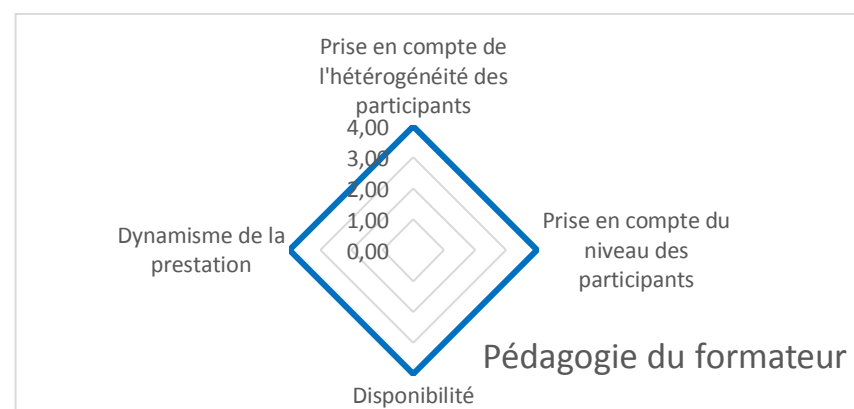 Prise en compte de
l'hétérogénéité des
participants
4,00
3,00
2,00
1,00
0,00
Dynamisme de la
prestation
Prise en compte du
niveau des
participants
Pédagogie du formateur
Disponibilité